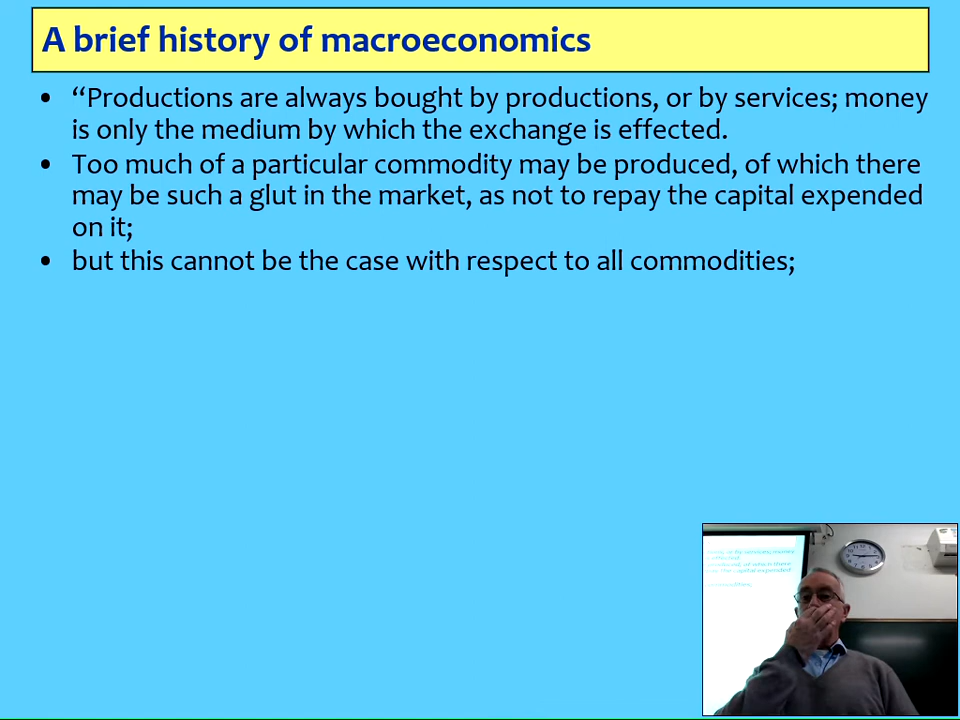 A brief history of macroeconomics
• “Productions are always bought by productions, or by services; money
is only the medium by which the exchange is effected.
• Too much of a particular commodity may be produced, of which there
may be such a glut in the market, as not to repay the capital expended
on it;
• but this cannot be the case with respect to all commodities;